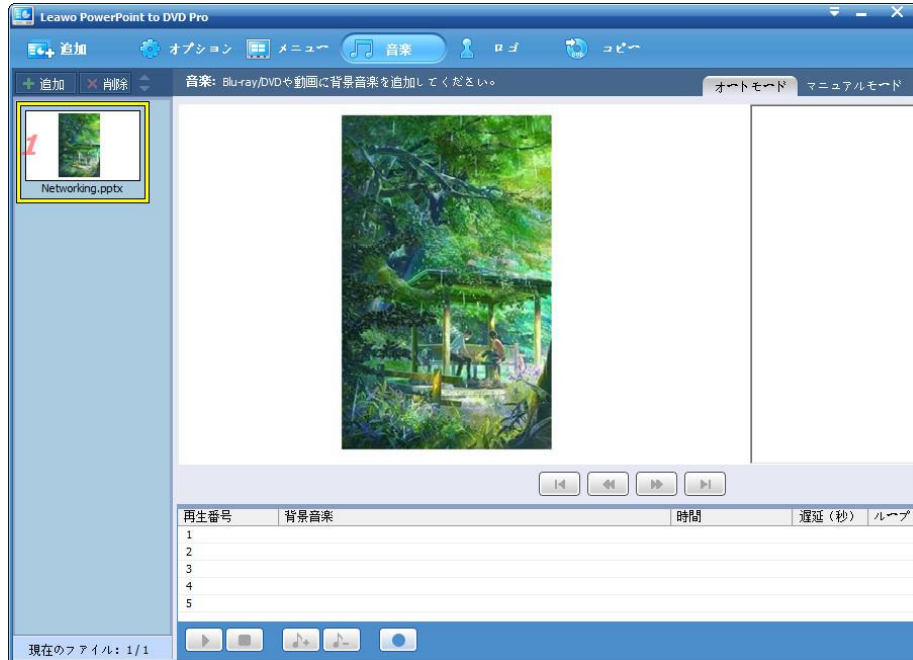 Leawo PowerPoint to DVD Pro
追加 オプション メニュー 音楽 ロゴ コピー
追加 削除 音楽: Blu-ray/DVDや動画に背景音楽を追加してください。 オートモード マニュアルモード
1
Networking.pptx
再生番号 背景音楽 時間 遅延（秒） ループ
1
2
3
4
5
現在のファイル: 1/1